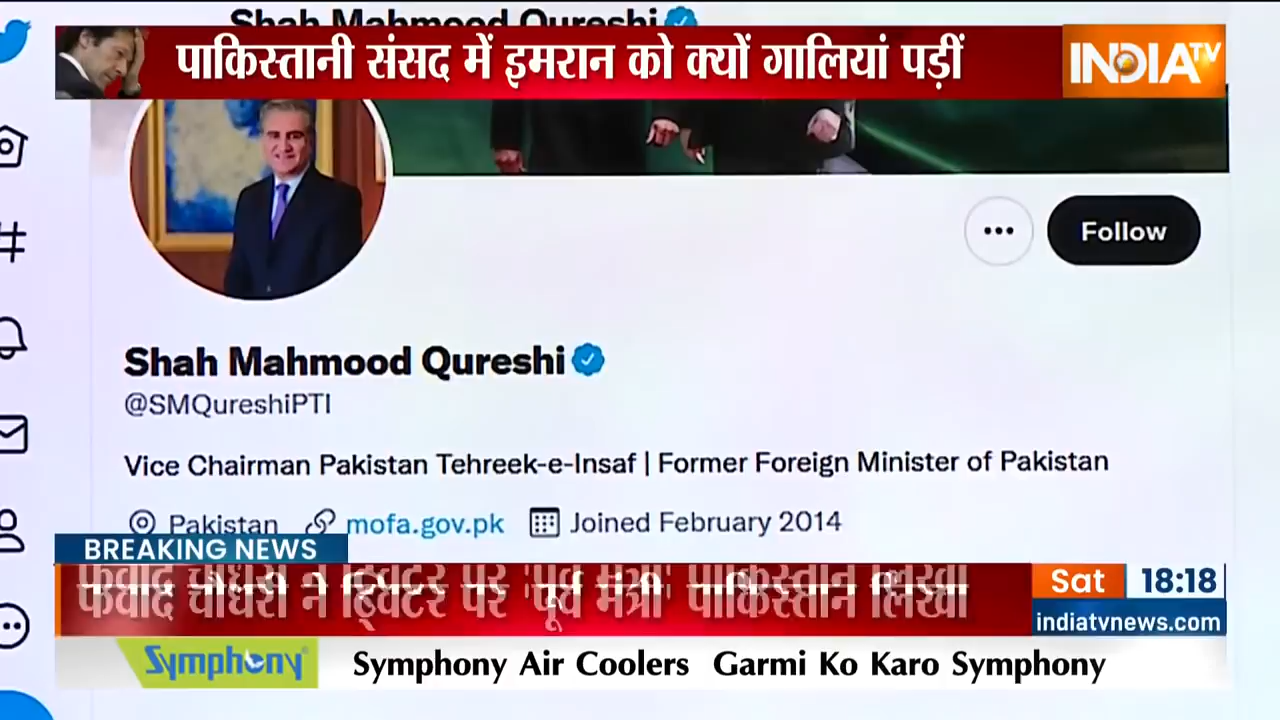 Shah Mahmood Qureshi
पाकिस्तानी संसद में इमरान को क्यों गालियां पड़ीं
INDIA TV
Follow
Shah Mahmood Qureshi
@SMQureshiPTI
Vice Chairman Pakistan Tehreek-e-Insaf | Former Foreign Minister of Pakistan
Pakistan mofa.gov.pk Joined February 2014
BREAKING NEWS
फवाद चौधरी ने ट्विटर पर 'पूर्व मंत्री' पाकिस्तान लिखा
Sat 18:18
indiatvnews.com
Symphony Symphony Air Coolers Garmi Ko Karo Symphony